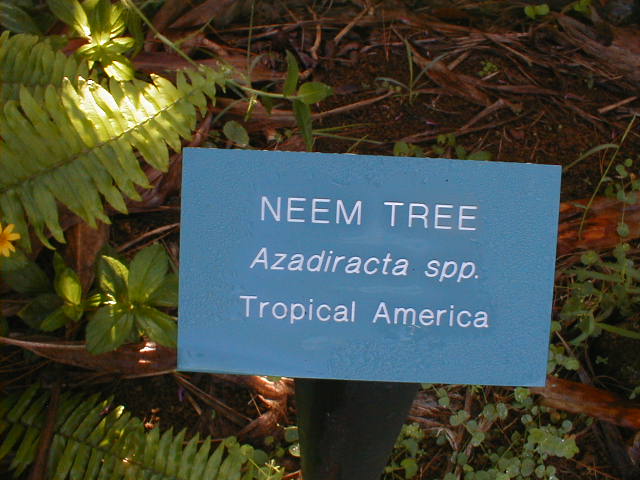 NEEM TREE
Azadiracta spp.
Tropical America